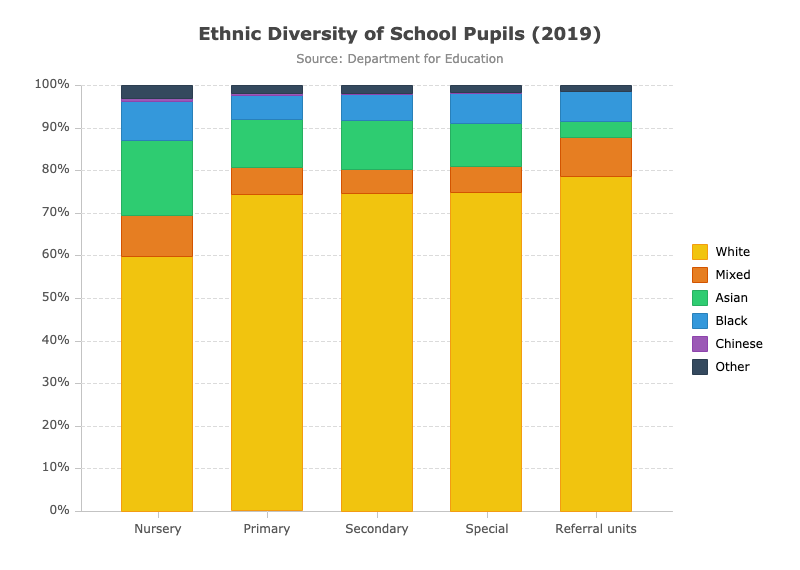 Ethnic Diversity of School Pupils (2019)
Source: Department for Education
100%
90%
80%
70%
60%
50%
40%
30%
20%
10%
0%
Nursery Primary Secondary Special Referral units
White
Mixed
Asian
Black
Chinese
Other